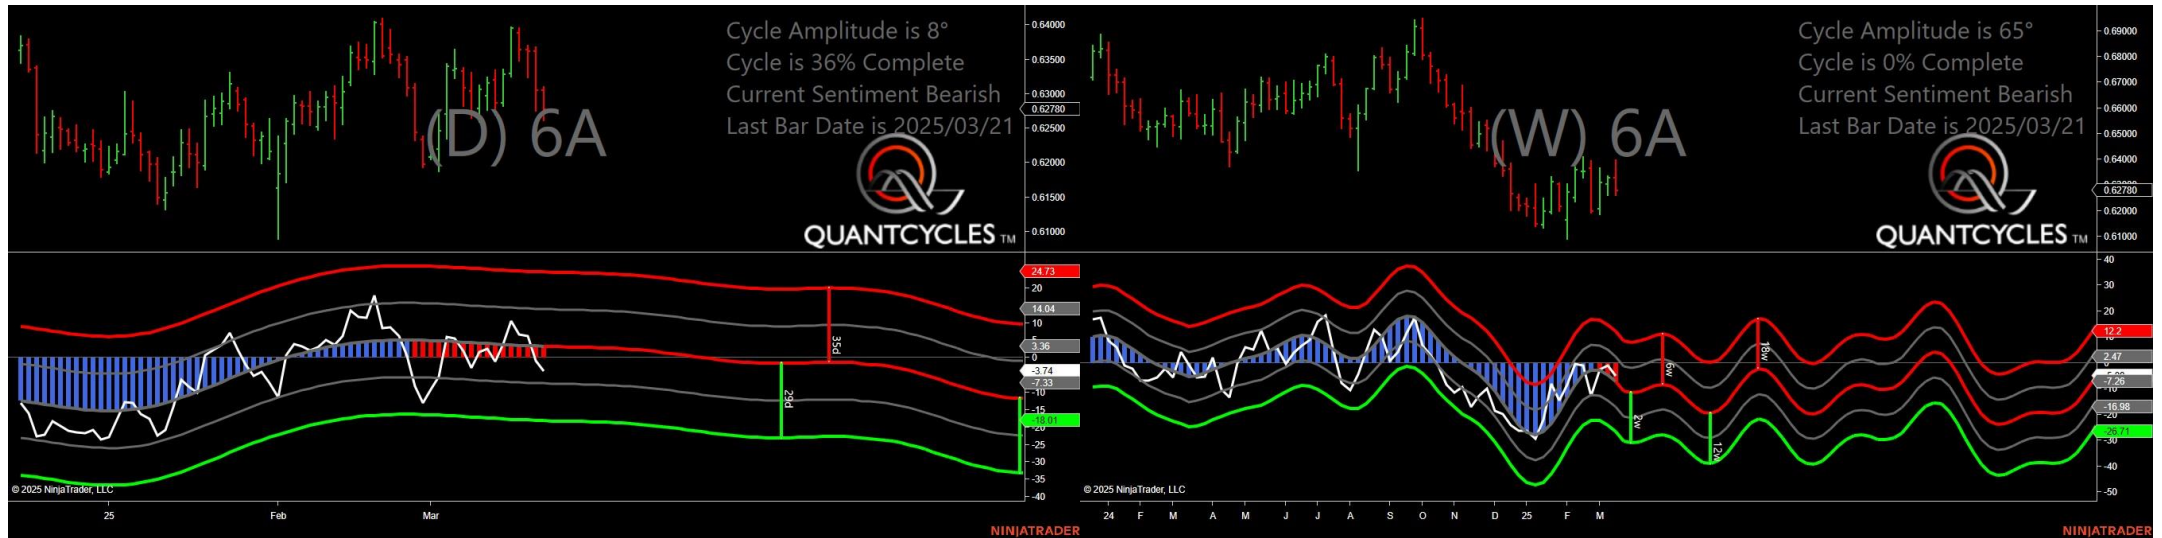 Cycle Amplitude is 8°
Cycle is 36% Complete
Current Sentiment Bearish
Last Bar Date is 2025/03/21
(D) 6A
QUANTCYCLES TM
0.64000
0.63500
0.63000
0.62780
0.62500
0.62000
0.61500
0.61000
24.73
20
14.04
10
3.36
0
-3.74
-7.33
-10
-15
-18.01
-20
-25
-30
-35
-40
35d
29d
© 2025 NinjaTrader, LLC
25
Feb
Mar
NINJATRADER
Cycle Amplitude is 65°
Cycle is 0% Complete
Current Sentiment Bearish
Last Bar Date is 2025/03/21
(W) 6A
QUANTCYCLES TM
0.69000
0.68000
0.67000
0.66000
0.65000
0.64000
0.62780
0.62000
0.61000
40
30
20
12.2
2.47
-7.26
-16.98
-20
-26.71
-30
-40
-50
6w
18w
2w
12w
© 2025 NinjaTrader, LLC
24
F
M
A
M
J
J
A
S
O
N
D
25
F
M
NINJATRADER